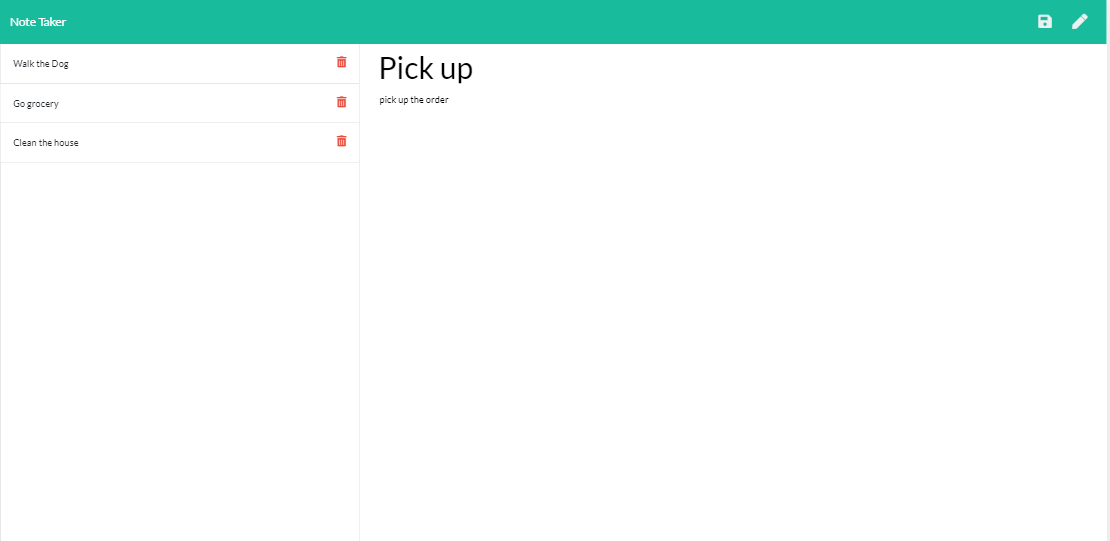 Note Taker
Walk the Dog
Go grocery
Clean the house
Pick up
pick up the order